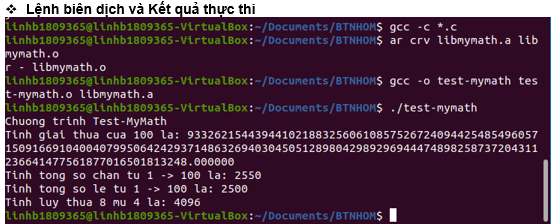 ❖ Lệnh biên dịch và Kết quả thực thi
linhb1809365@linhb1809365-VirtualBox:~/Documents/BTNHOM$ gcc -c *.c
linhb1809365@linhb1809365-VirtualBox:~/Documents/BTNHOM$ ar crv libmymath.a lib
mymath.o
r - libmymath.o
linhb1809365@linhb1809365-VirtualBox:~/Documents/BTNHOM$ gcc -o test-mymath tes
t-mymath.o libmymath.a
linhb1809365@linhb1809365-VirtualBox:~/Documents/BTNHOM$ ./test-mymath
Chuong trinh Test-MyMath
Tinh giai thua cua 100 la: 9332621544394410218832560610857526724094425485496057
1509166910400407995064242937148632694030450512898042989296944474898258737204311
236641477561877016501813248.000000
Tinh tong so chan tu 1 -> 100 la: 2550
Tinh tong so le tu 1 -> 100 la: 2500
Tinh luy thua 8 mu 4 la: 4096
linhb1809365@linhb1809365-VirtualBox:~/Documents/BTNHOM$